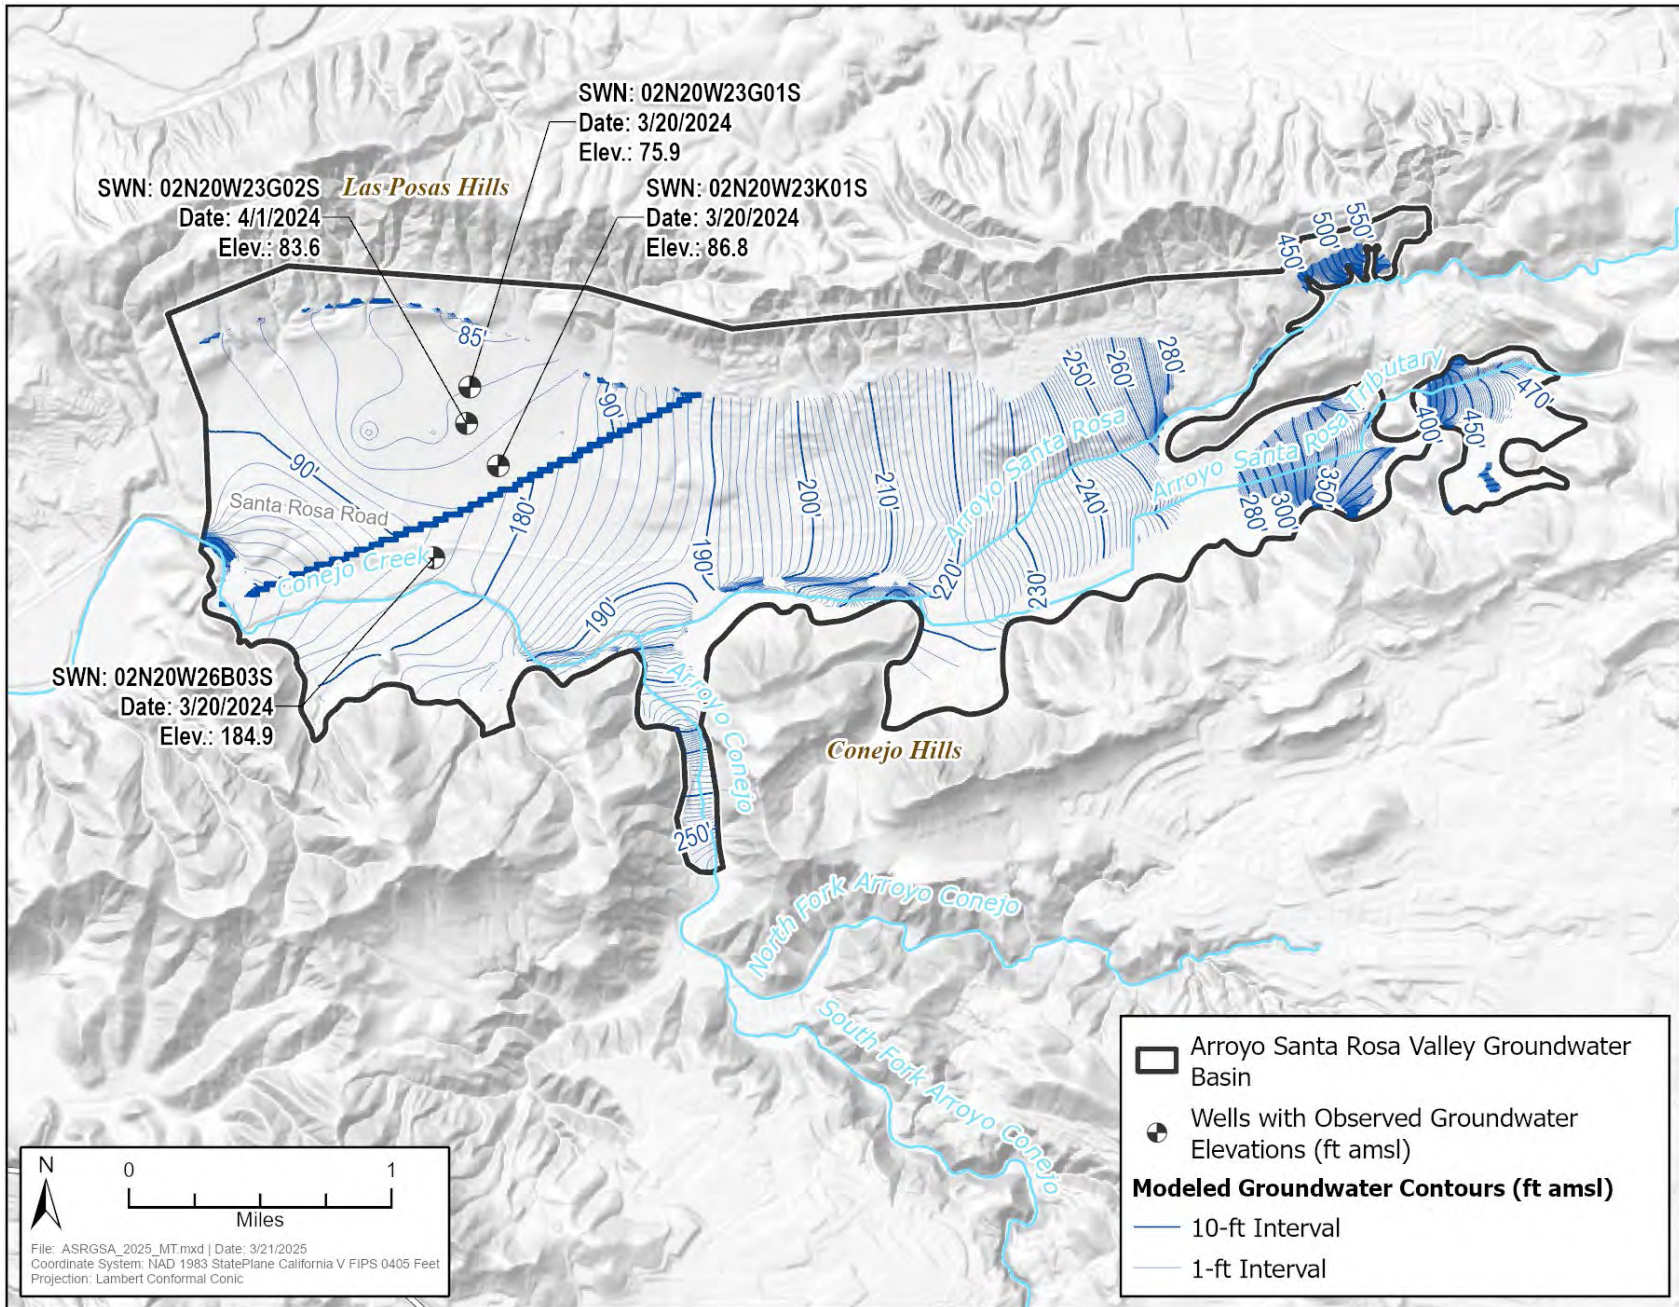 SWN: 02N20W23G01S
Date: 3/20/2024
Elev.: 75.9
SWN: 02N20W23G02S
Date: 4/1/2024
Elev.: 83.6
Las Posas Hills
SWN: 02N20W23K01S
Date: 3/20/2024
Elev.: 86.8
450'
500'
550'
85'
90'
250'
260'
280'
Arroyo Santa Rosa
Arroyo Santa Rosa Tributary
400'
450'
470'
90'
Santa Rosa Road
180'
200'
210'
240'
280'
300'
350'
Conejo Creek
190'
190'
220'
230'
SWN: 02N20W26B03S
Date: 3/20/2024
Elev.: 184.9
Arroyo Conejo
Conejo Hills
250'
North Fork Arroyo Conejo
South Fork Arroyo Conejo
Arroyo Santa Rosa Valley Groundwater
Basin
Wells with Observed Groundwater
Elevations (ft amsl)
Modeled Groundwater Contours (ft amsl)
10-ft Interval
1-ft Interval
N
0 1
Miles
File: ASRGSA_2025_MT.mxd | Date: 3/21/2025
Coordinate System: NAD 1983 StatePlane California V FIPS 0405 Feet
Projection: Lambert Conformal Conic